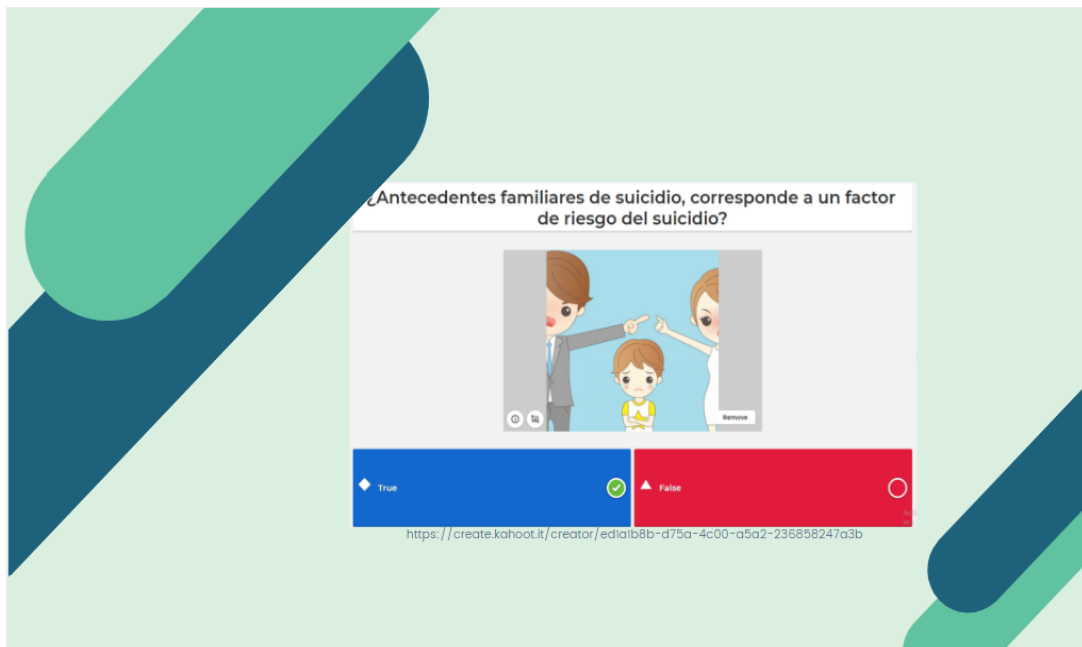 ¿Antecedentes familiares de suicidio, corresponde a un factor
de riesgo del suicidio?
Remove
True
False
https://create.kahoot.it/creator/ed1a1b8b-d75a-4c00-a5a2-236858247a3b